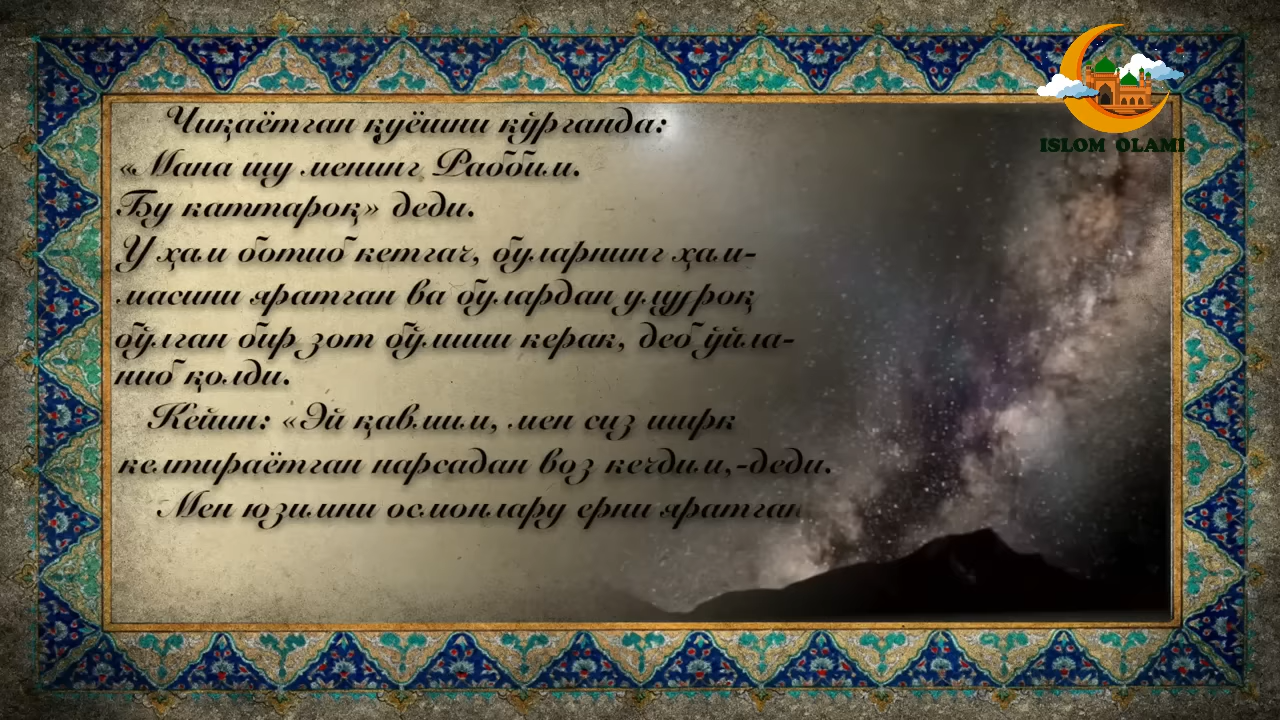 Чиқаётган қуёшни кўрганда:
«Мана шу менинг Раббим.
Бу каттароқ» деди.
У ҳам ботиб кетгач, буларнинг ҳам-
масини яратган ва булардан улуғроқ
бўлган бир зот бўлиши керак, деб ўйла-
ниб қолди.
Кейин: «Эй қавмим, мен сиз ширк
келтираётган нарсадан воз кечдим,-деди.
Мен юзимни осмонлару ерни яратган
ISLOM OLAMI